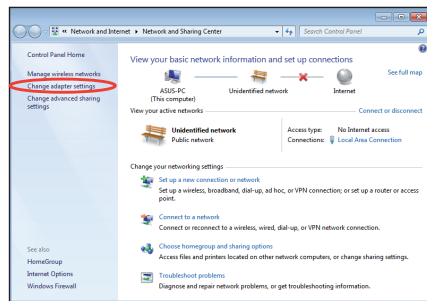 « Network and Internet ▸ Network and Sharing Center
Search Control Panel
Control Panel Home
Manage wireless networks
Change adapter settings
Change advanced sharing
settings
See also
HomeGroup
Internet Options
Windows Firewall
View your basic network information and set up connections
See full map
ASUS-PC
(This computer)
Unidentified network
Internet
View your active networks
Connect or disconnect
Unidentified network
Public network
Access type: No Internet access
Connections: Local Area Connection
Change your networking settings
Set up a new connection or network
Set up a wireless, broadband, dial-up, ad hoc, or VPN connection; or set up a router or access
point.
Connect to a network
Connect or reconnect to a wireless, wired, dial-up, or VPN network connection.
Choose homegroup and sharing options
Access files and printers located on other network computers, or change sharing settings.
Troubleshoot problems
Diagnose and repair network problems, or get troubleshooting information.